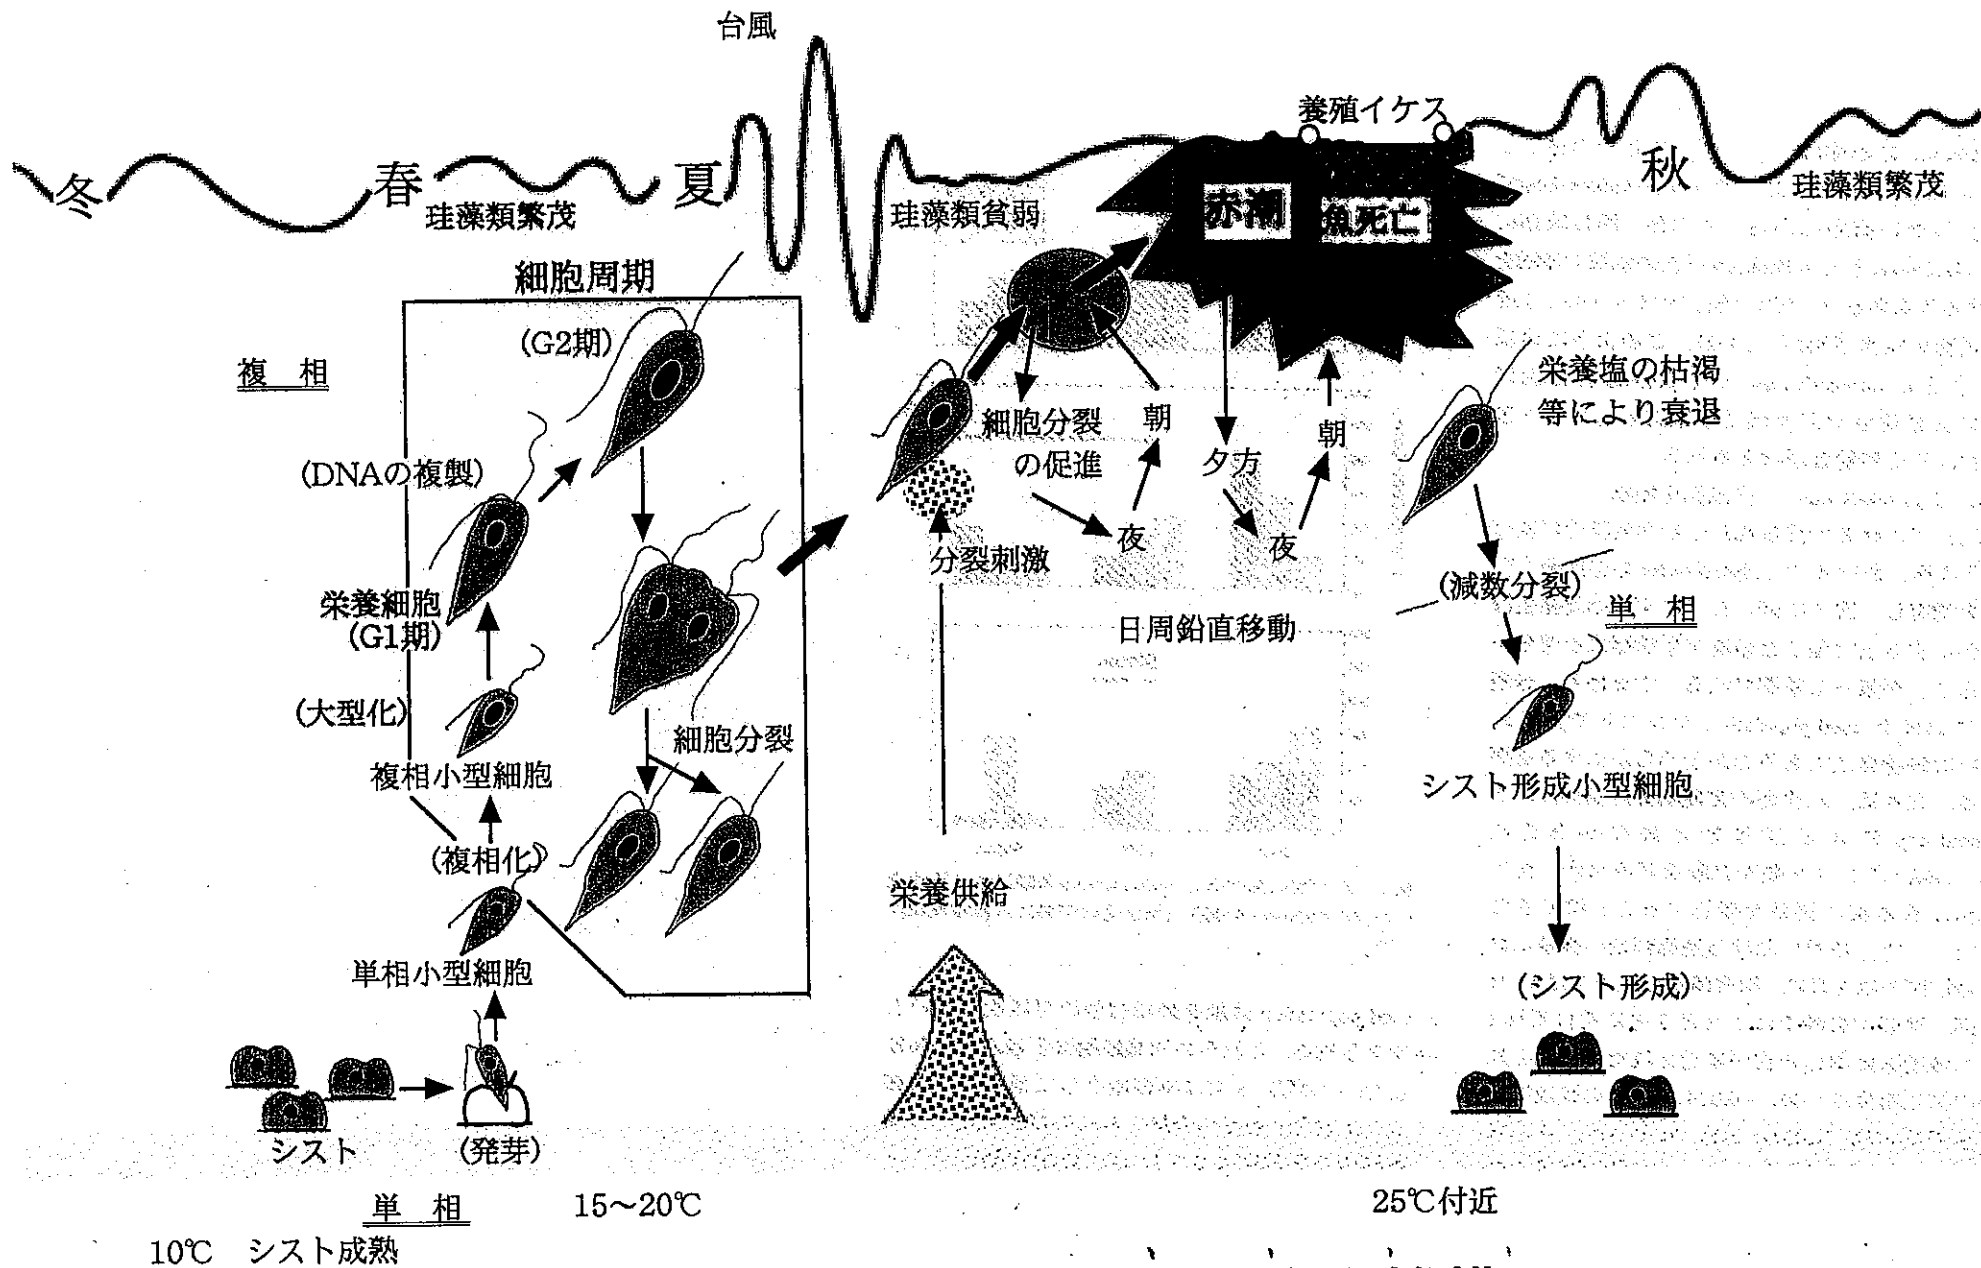 台風
養殖イケス
冬
春
夏
秋
珪藻類繁茂
珪藻類貧弱
珪藻類繁茂
赤潮
魚死亡
細胞周期
(G2期)
複 相
(DNAの複製)
栄養細胞
(G1期)
(大型化)
複相小型細胞
(複相化)
単相小型細胞
シスト
(発芽)
細胞分裂
細胞分裂
の促進
朝
夜
夕方
朝
夜
分裂刺激
日周鉛直移動
栄養供給
栄養塩の枯渇
等により衰退
(減数分裂)
単 相
シスト形成小型細胞
(シスト形成)
単 相
15～20℃
25℃付近
10℃ シスト成熟